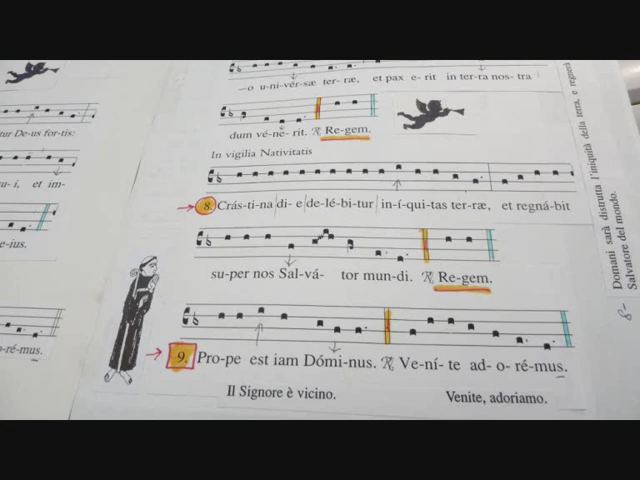 tur De-us for-tis:
u- i, et im-
e-ius.
o-ré-mus.
–o u-ni-vér-sæ ter-ræ, et pax e-rit in ter-ra nos-tra
dum vé-ne-rit. ℟. Re-gem.
In vigilia Nativitatis
8. Crás-ti-na di-e de-lé-bi-tur in-í-qui-tas ter-ræ, et regná-bit
su-per nos Sal-vá- tor mun-di. ℟. Re-gem.
9. Pro-pe est iam Dómi-nus. ℟. Ve-ní-te ad-o-ré-mus.
Il Signore è vicino. Venite, adoriamo.
8-
Domani sarà distrutta l'iniquità della terra, e regnerà
Salvatore del mondo.